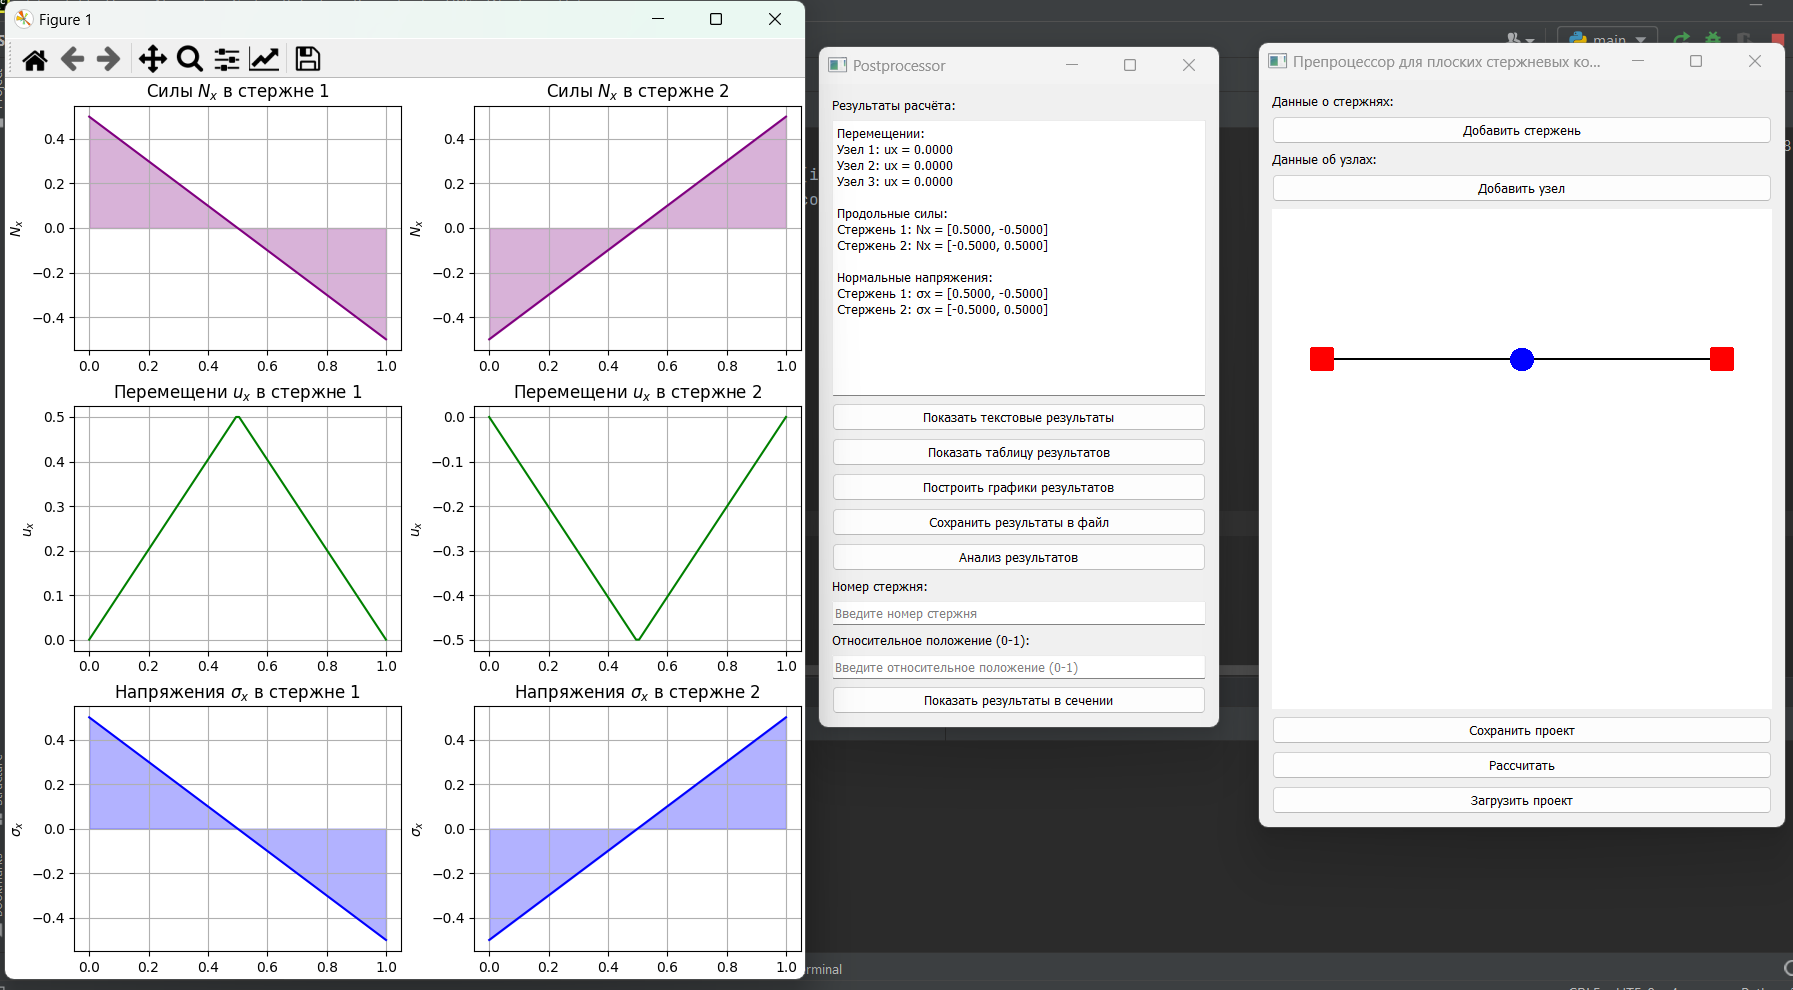 Figure 1
Силы Nₓ в стержне 1
Силы Nₓ в стержне 2
0.4
0.2
0.0
−0.2
−0.4
Nₓ
0.0 0.2 0.4 0.6 0.8 1.0
0.4
0.2
0.0
−0.2
−0.4
Nₓ
0.0 0.2 0.4 0.6 0.8 1.0
Перемещени uₓ в стержне 1
Перемещени uₓ в стержне 2
0.5
0.4
0.3
0.2
0.1
0.0
uₓ
0.0 0.2 0.4 0.6 0.8 1.0
0.0
−0.1
−0.2
−0.3
−0.4
−0.5
uₓ
0.0 0.2 0.4 0.6 0.8 1.0
Напряжения σₓ в стержне 1
Напряжения σₓ в стержне 2
0.4
0.2
0.0
−0.2
−0.4
σₓ
0.0 0.2 0.4 0.6 0.8 1.0
0.4
0.2
0.0
−0.2
−0.4
σₓ
0.0 0.2 0.4 0.6 0.8 1.0
Postprocessor
Результаты расчёта:
Перемещении:
Узел 1: ux = 0.0000
Узел 2: ux = 0.0000
Узел 3: ux = 0.0000
Продольные силы:
Стержень 1: Nx = [0.5000, -0.5000]
Стержень 2: Nx = [-0.5000, 0.5000]
Нормальные напряжения:
Стержень 1: σx = [0.5000, -0.5000]
Стержень 2: σx = [-0.5000, 0.5000]
Показать текстовые результаты
Показать таблицу результатов
Построить графики результатов
Сохранить результаты в файл
Анализ результатов
Номер стержня:
Введите номер стержня
Относительное положение (0-1):
Введите относительное положение (0-1)
Показать результаты в сечении
main
Препроцессор для плоских стержневых ко...
Данные о стержнях:
Добавить стержень
Данные об узлах:
Добавить узел
Сохранить проект
Рассчитать
Загрузить проект
rminal